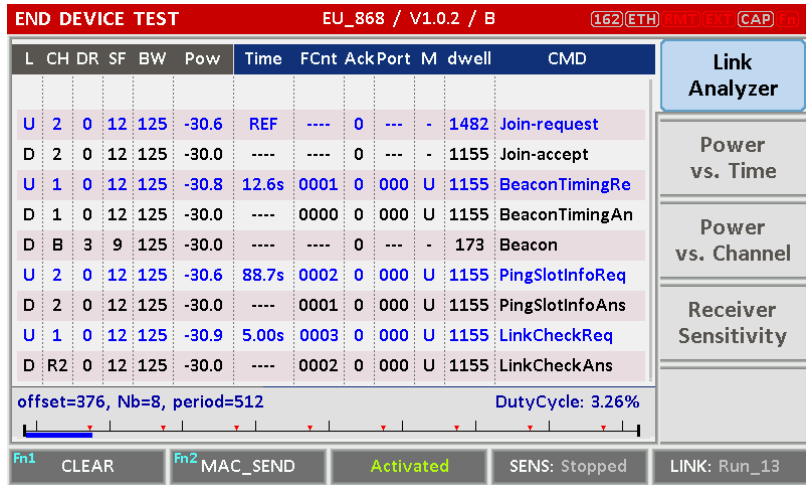 END DEVICE TEST EU_868 / V1.0.2 / B 162 ETH RMT EXT CAP Fn
L CH DR SF BW Pow Time FCnt Ack Port M dwell CMD
U 2 0 12 125 -30.6 REF ---- 0 --- - 1482 Join-request
D 2 0 12 125 -30.0 ---- ---- 0 --- - 1155 Join-accept
U 1 0 12 125 -30.8 12.6s 0001 0 000 U 1155 BeaconTimingRe
D 1 0 12 125 -30.0 ---- 0000 0 000 U 1155 BeaconTimingAn
D B 3 9 125 -30.0 ---- ---- 0 --- - 173 Beacon
U 2 0 12 125 -30.6 88.7s 0002 0 000 U 1155 PingSlotInfoReq
D 2 0 12 125 -30.0 ---- 0001 0 000 U 1155 PingSlotInfoAns
U 1 0 12 125 -30.9 5.00s 0003 0 000 U 1155 LinkCheckReq
D R2 0 12 125 -30.0 ---- 0002 0 000 U 1155 LinkCheckAns
offset=376, Nb=8, period=512 DutyCycle: 3.26%
Link
Analyzer
Power
vs. Time
Power
vs. Channel
Receiver
Sensitivity
Fn1 CLEAR Fn2 MAC_SEND Activated SENS: Stopped LINK: Run_13